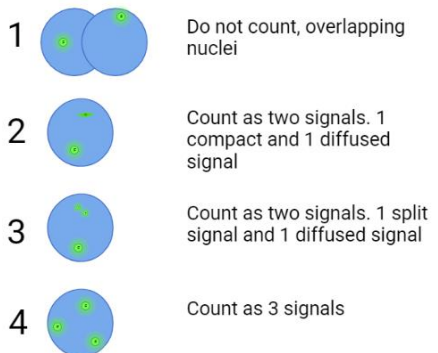 1
Do not count, overlapping
nuclei
2
Count as two signals. 1
compact and 1 diffused
signal
3
Count as two signals. 1 split
signal and 1 diffused signal
4
Count as 3 signals